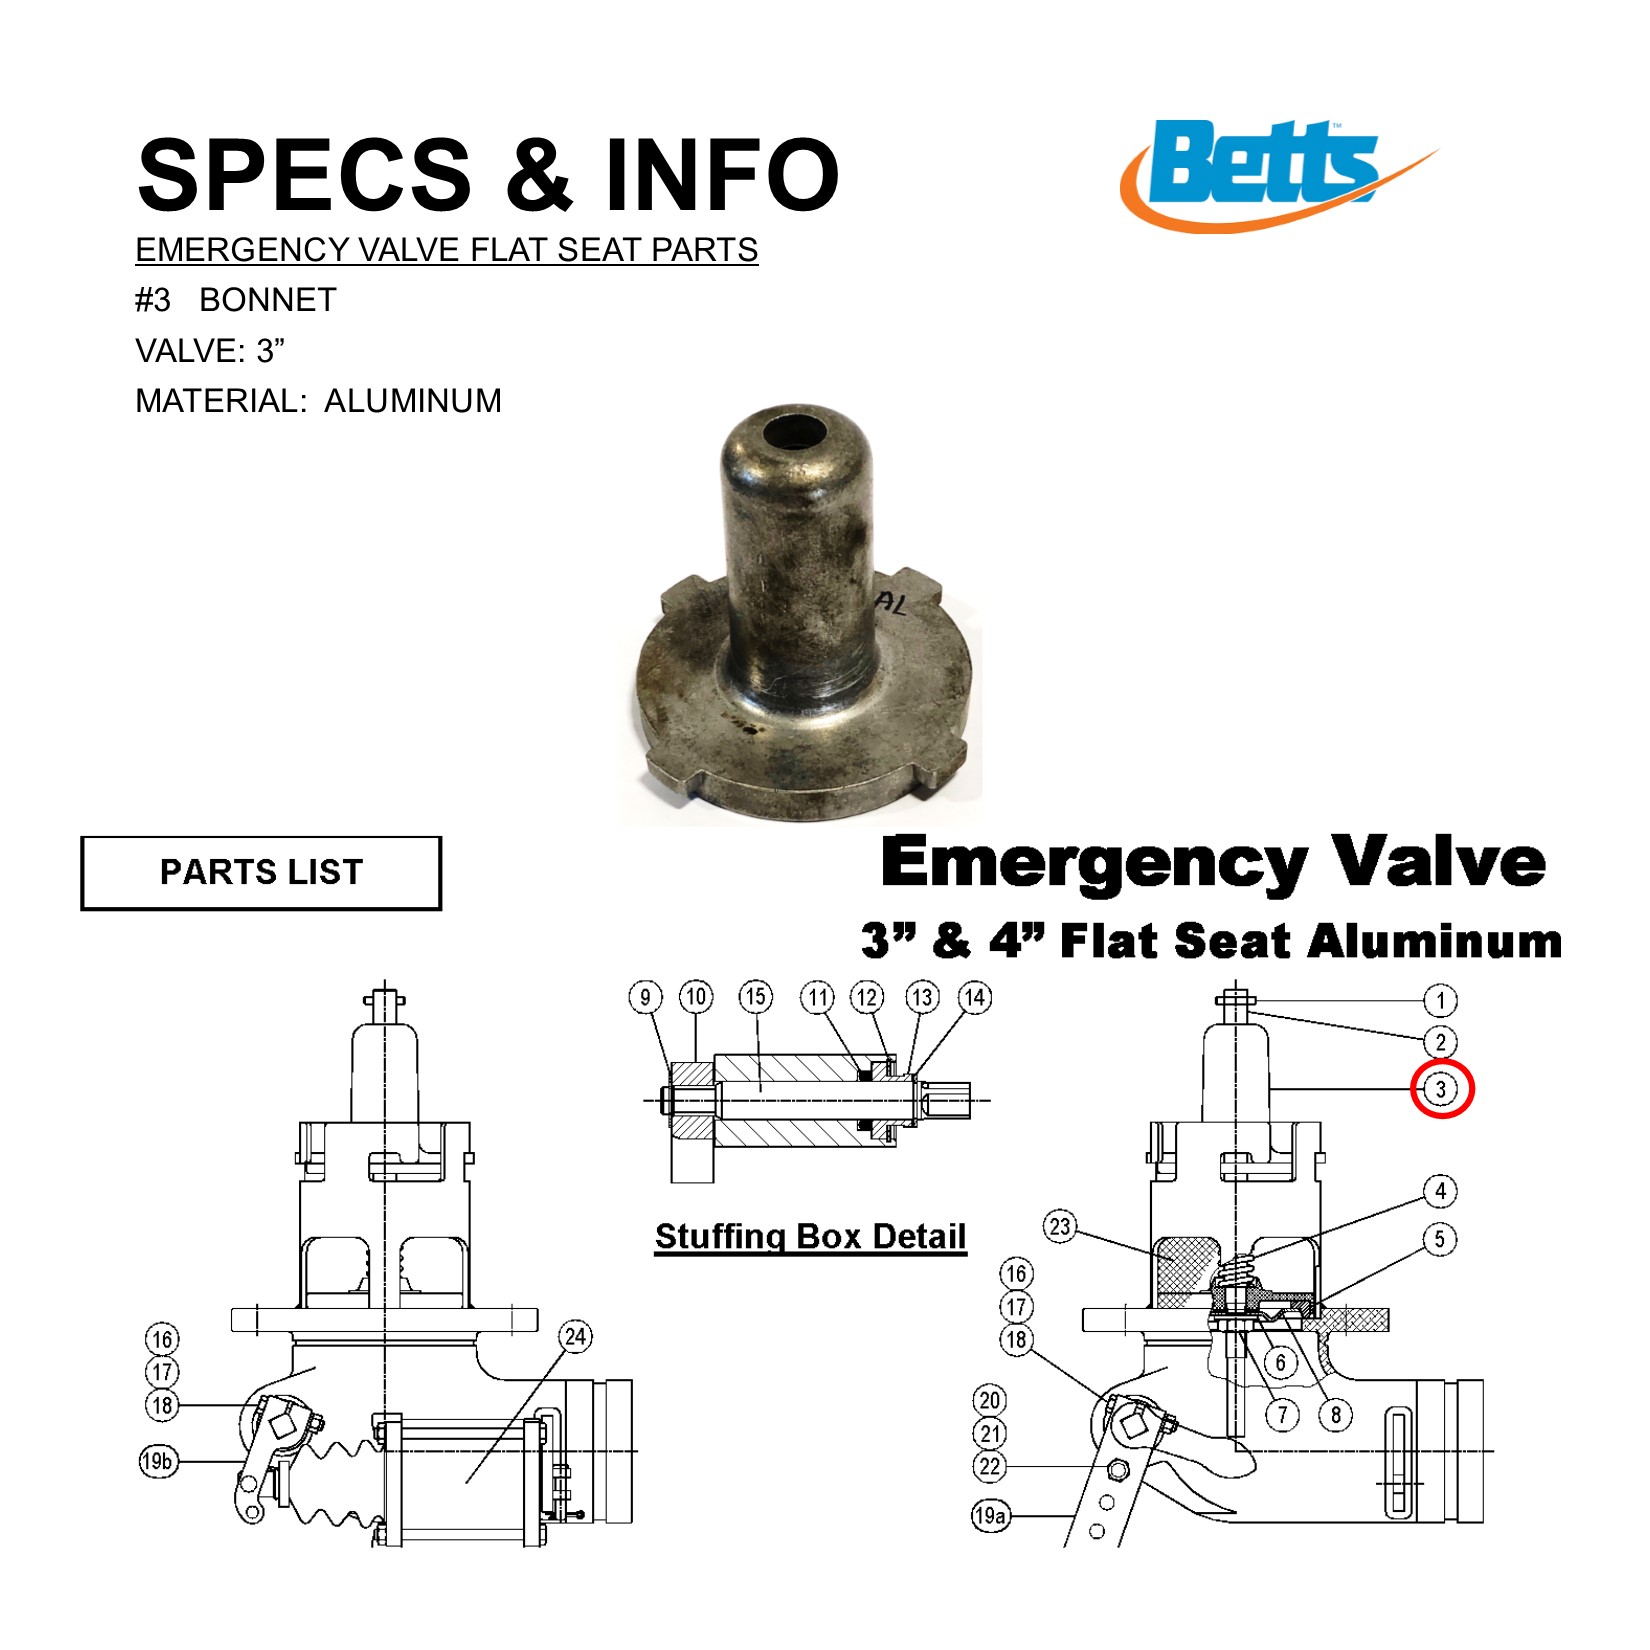 SPECS & INFO
Betts™
EMERGENCY VALVE FLAT SEAT PARTS
#3 BONNET
VALVE: 3”
MATERIAL: ALUMINUM
AL
PARTS LIST
Emergency Valve
3” & 4” Flat Seat Aluminum
9 10 15 11 12 13 14
Stuffing Box Detail
1
2
3
4
5
23
16
17
18
6
7
8
20
21
22
19a
16
17
18
19b
24